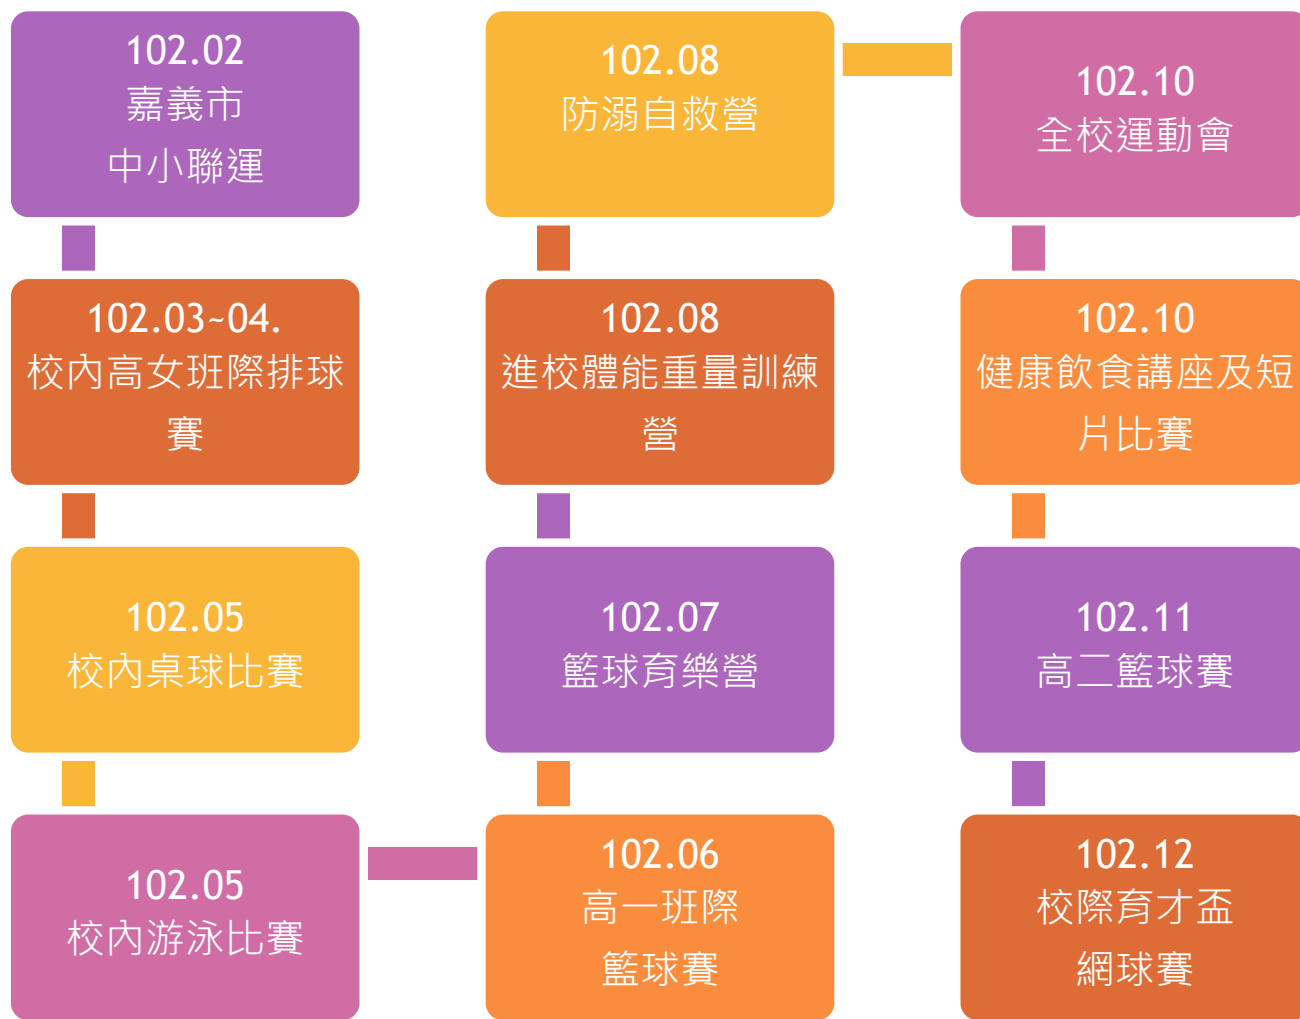 102.02
嘉義市
中小聯運
102.03~04.
校內高女班際排球
賽
102.05
校內桌球比賽
102.05
校內游泳比賽
102.06
高一班際
籃球賽
102.07
籃球育樂營
102.08
進校體能重量訓練
營
102.08
防溺自救營
102.10
全校運動會
102.10
健康飲食講座及短
片比賽
102.11
高二籃球賽
102.12
校際育才盃
網球賽